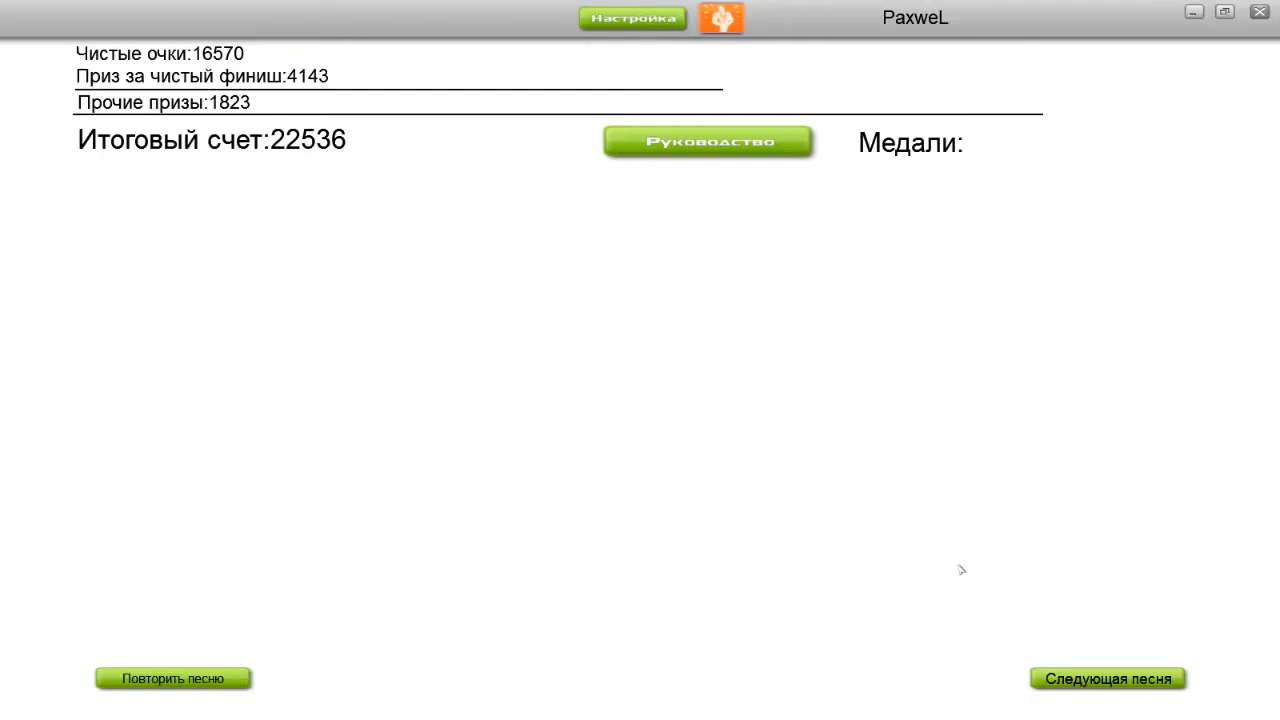 Настройка
PaxweL
Чистые очки:16570
Приз за чистый финиш:4143
Прочие призы:1823
Итоговый счет:22536
Руководство
Медали:
Повторить песню
Следующая песня